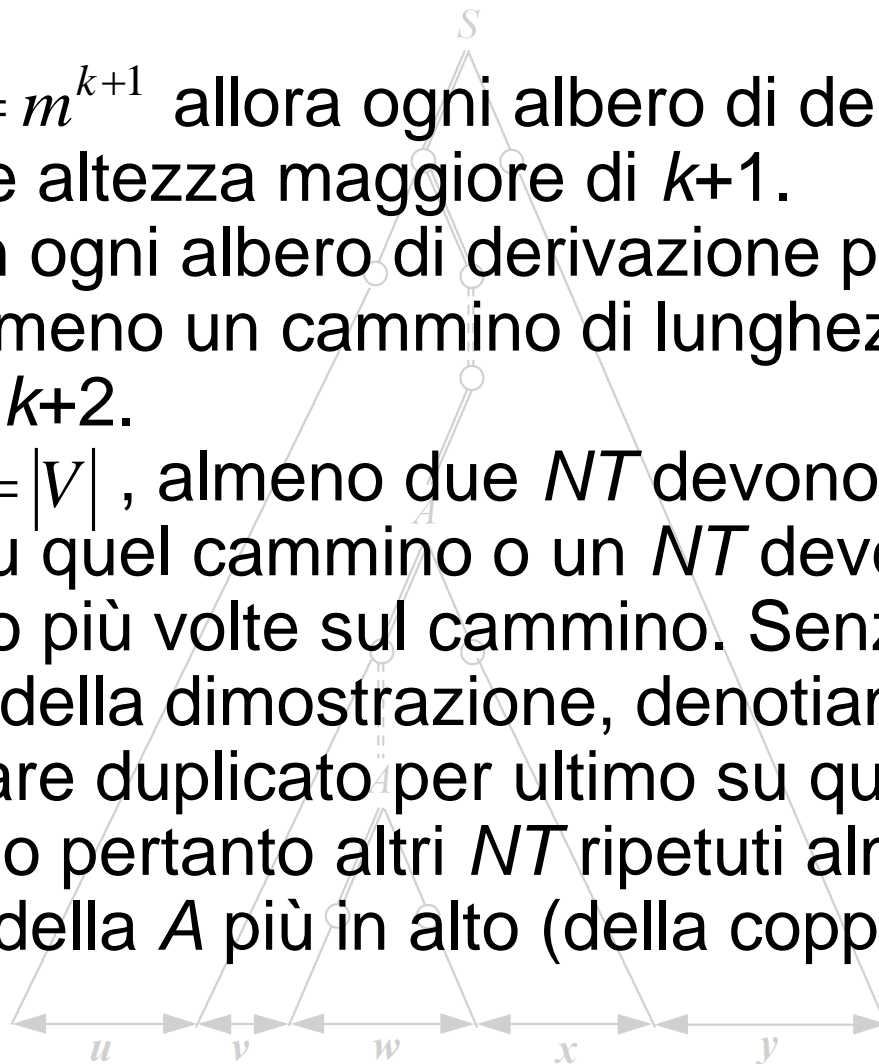 S
= m^{k+1} allora ogni albero di de
e altezza maggiore di k+1.
n ogni albero di derivazione p
meno un cammino di lunghez
k+2.
=|V| , almeno due NT devono
A
u quel cammino o un NT deve
o più volte sul cammino. Senz
della dimostrazione, denotiar
are duplicato per ultimo su qu
A
o pertanto altri NT ripetuti alr
della A più in alto (della copp
u v w x y